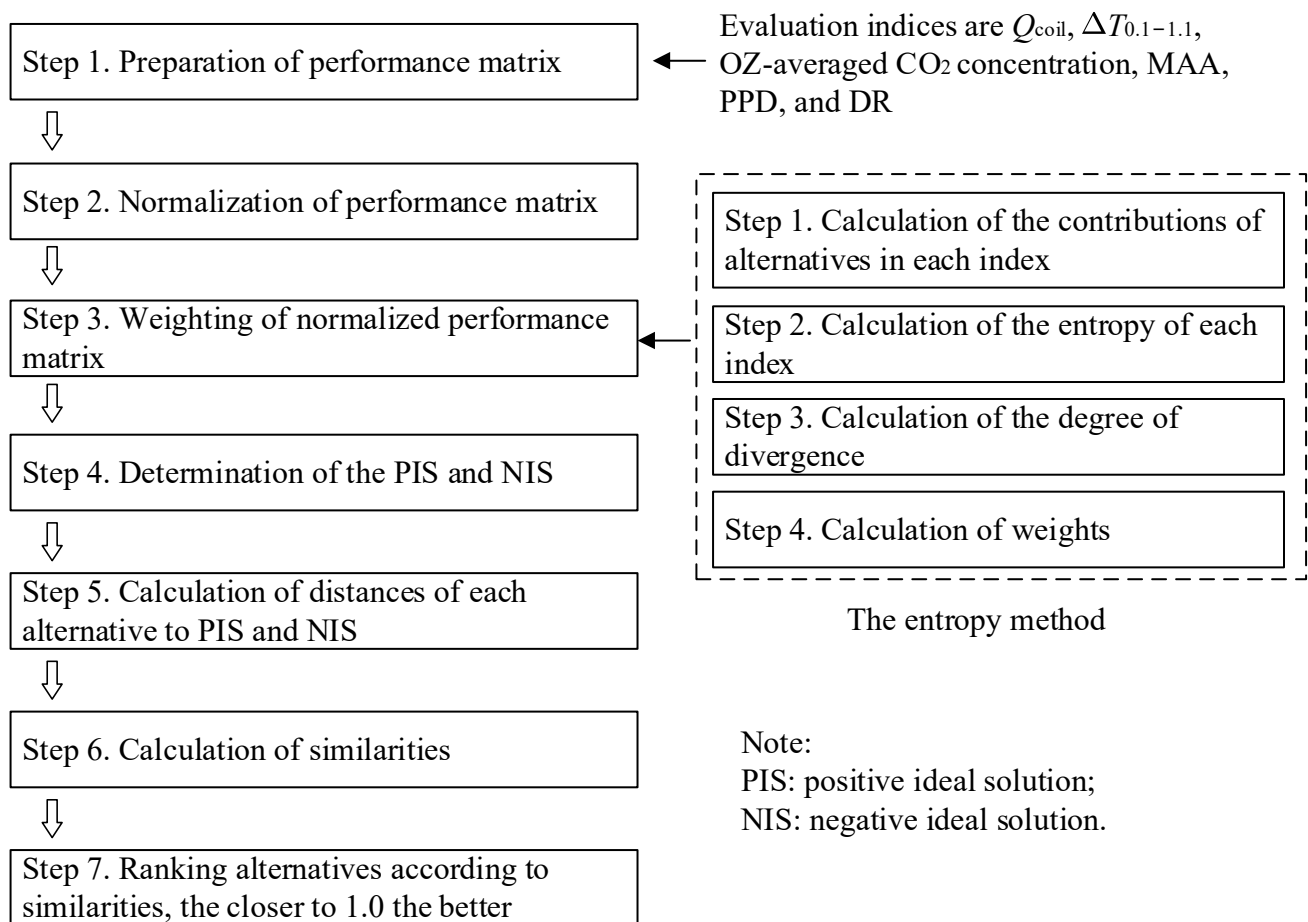 Step 1. Preparation of performance matrix
Evaluation indices are Qcoil, ΔT0.1−1.1,
OZ-averaged CO2 concentration, MAA,
PPD, and DR
Step 2. Normalization of performance matrix
Step 3. Weighting of normalized performance
matrix
Step 4. Determination of the PIS and NIS
Step 5. Calculation of distances of each
alternative to PIS and NIS
Step 6. Calculation of similarities
Step 7. Ranking alternatives according to
similarities, the closer to 1.0 the better
Step 1. Calculation of the contributions of
alternatives in each index
Step 2. Calculation of the entropy of each
index
Step 3. Calculation of the degree of
divergence
Step 4. Calculation of weights
The entropy method
Note:
PIS: positive ideal solution;
NIS: negative ideal solution.